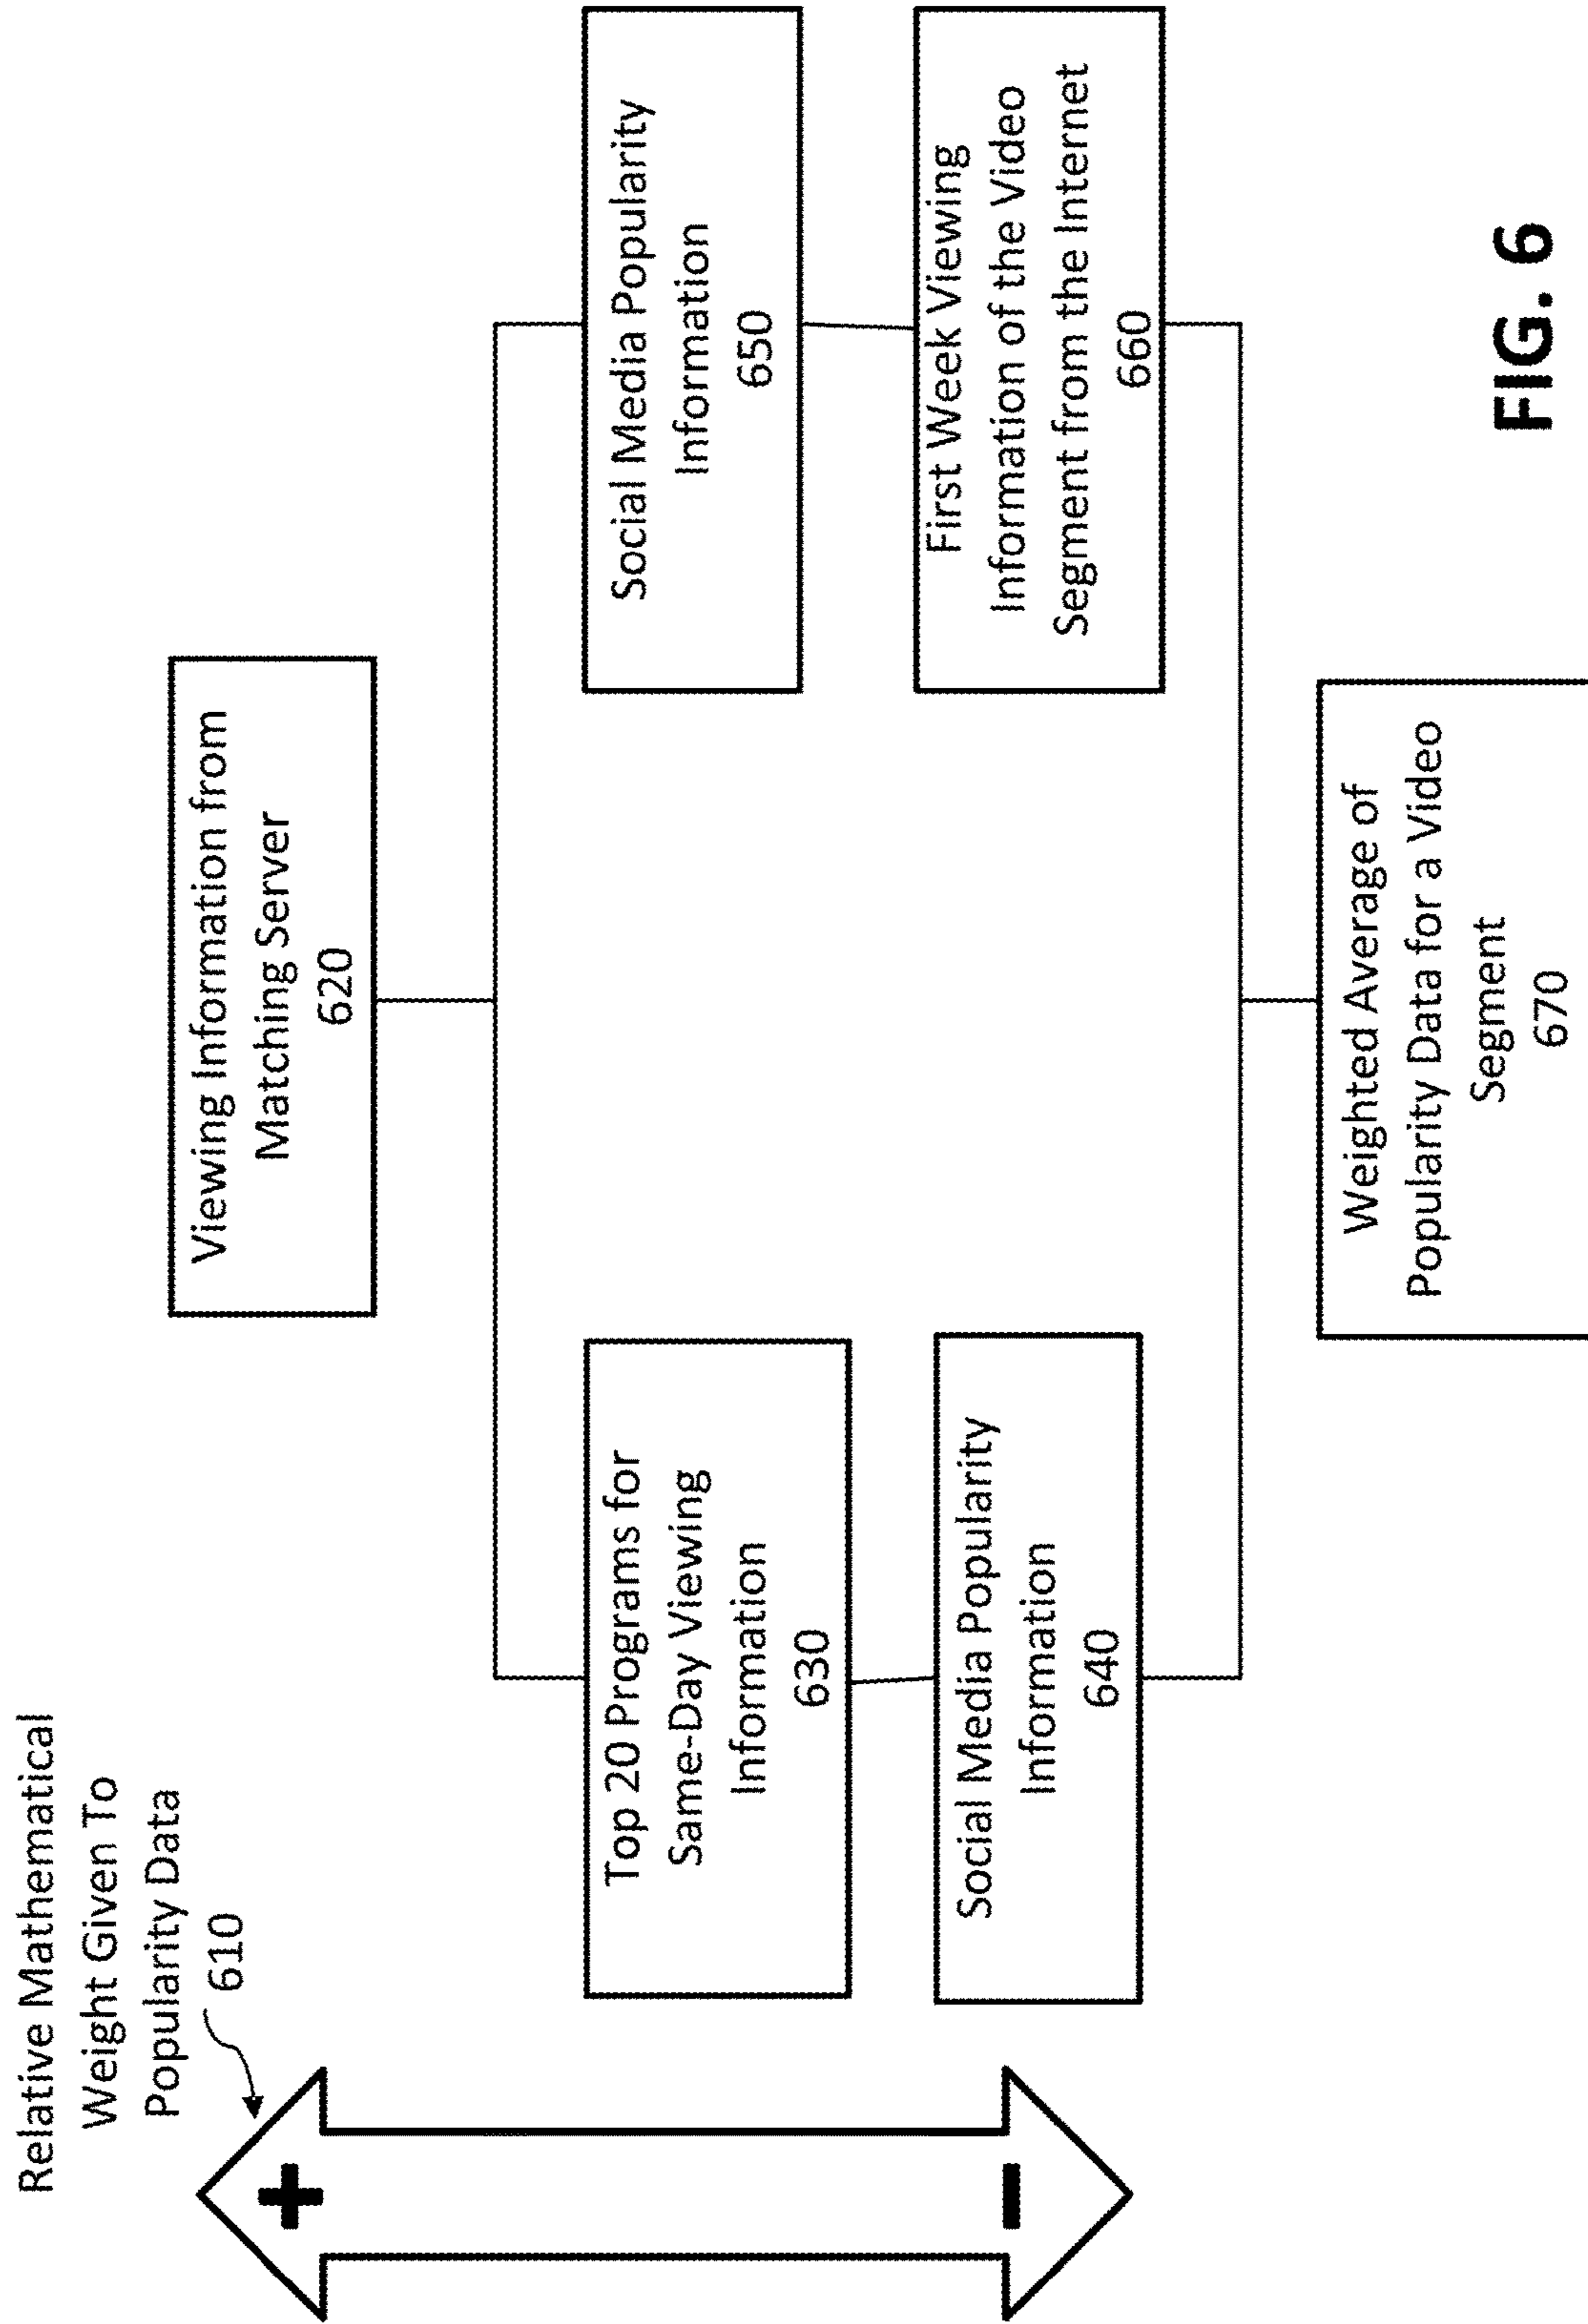 Relative Mathematical
Weight Given To
Popularity Data
610
+
−
Viewing Information from
Matching Server
620
Top 20 Programs for
Same-Day Viewing
Information
630
Social Media Popularity
Information
640
Social Media Popularity
Information
650
First Week Viewing
Information of the Video
Segment from the Internet
660
Weighted Average of
Popularity Data for a Video
Segment
670
FIG. 6